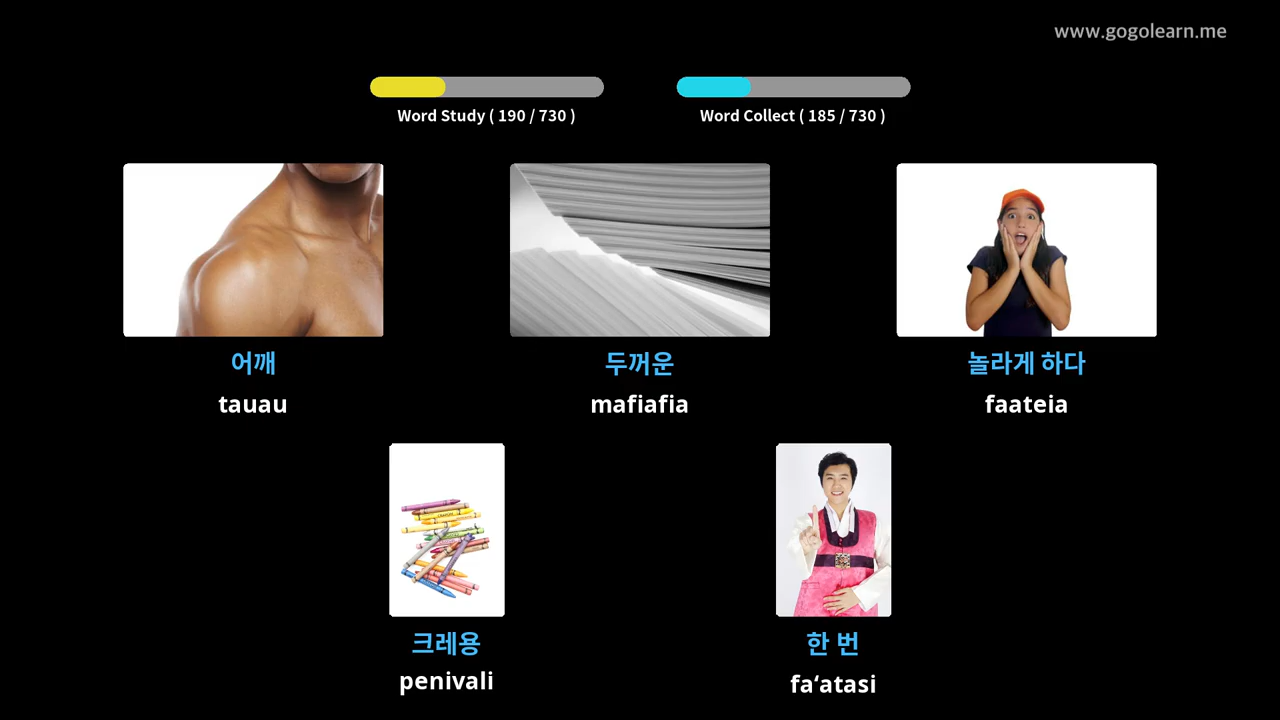 www.gogolearn.me
Word Study ( 190 / 730 )
Word Collect ( 185 / 730 )
어깨
두꺼운
놀라게 하다
tauau
mafiafia
faateia
크레용
한 번
penivali
fa‘atasi